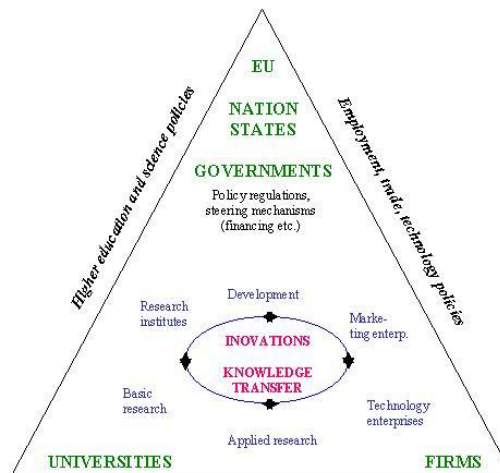 EU
NATION
STATES
GOVERNMENTS
Policy regulations,
steering mechanisms
(financing etc.)
Higher education and science policies
Employment, trade, technology policies
Development
Research
institutes
Marke-
ting enterp.
INOVATIONS
KNOWLEDGE
TRANSFER
Basic
research
Technology
enterprises
Applied research
UNIVERSITIES
FIRMS